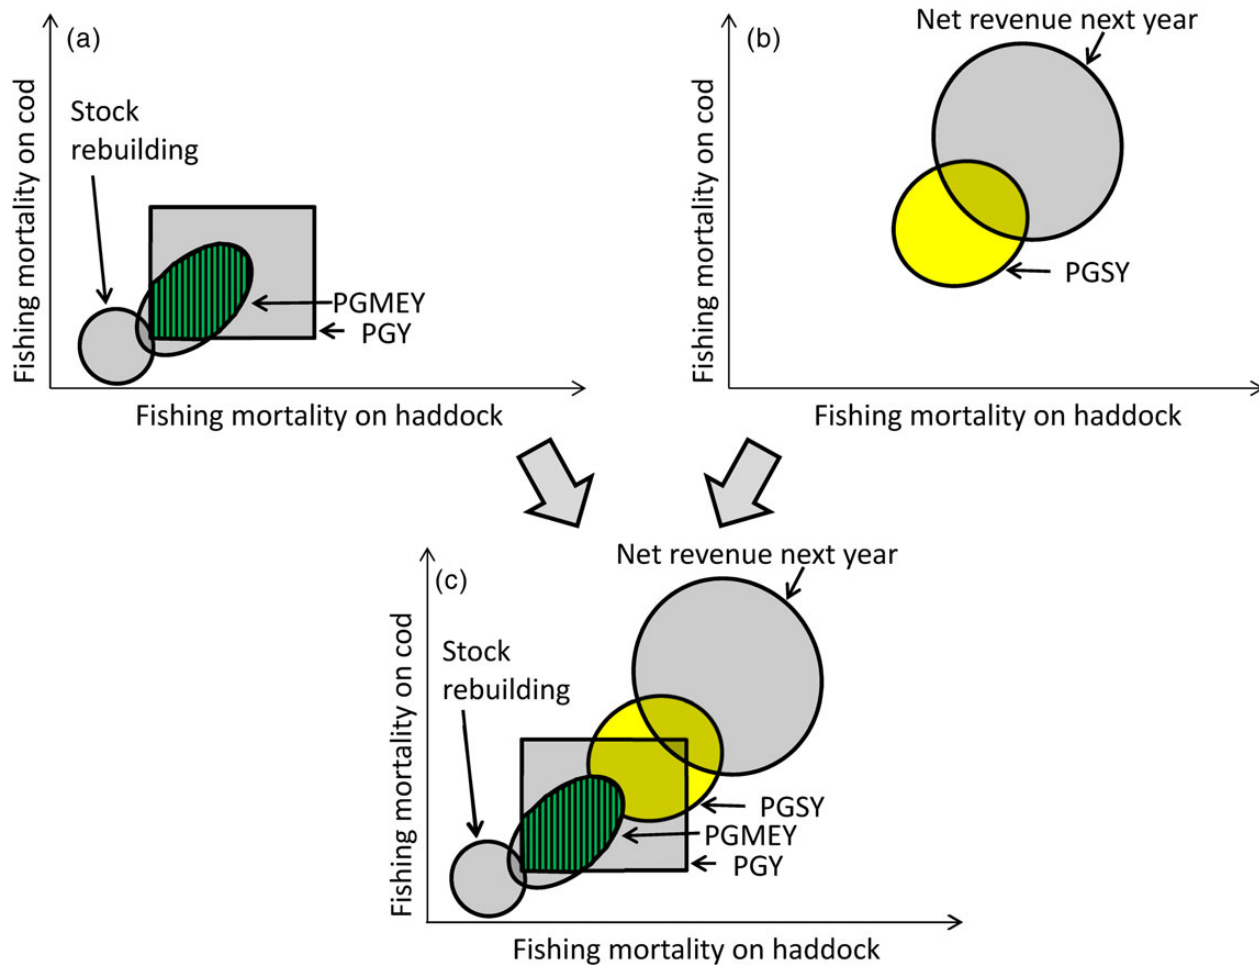 (a)
Stock
rebuilding
PGMEY
PGY
Fishing mortality on cod
Fishing mortality on haddock
(b)
Net revenue next year
PGSY
Fishing mortality on cod
Fishing mortality on haddock
(c)
Net revenue next year
Stock
rebuilding
PGSY
PGMEY
PGY
Fishing mortality on cod
Fishing mortality on haddock